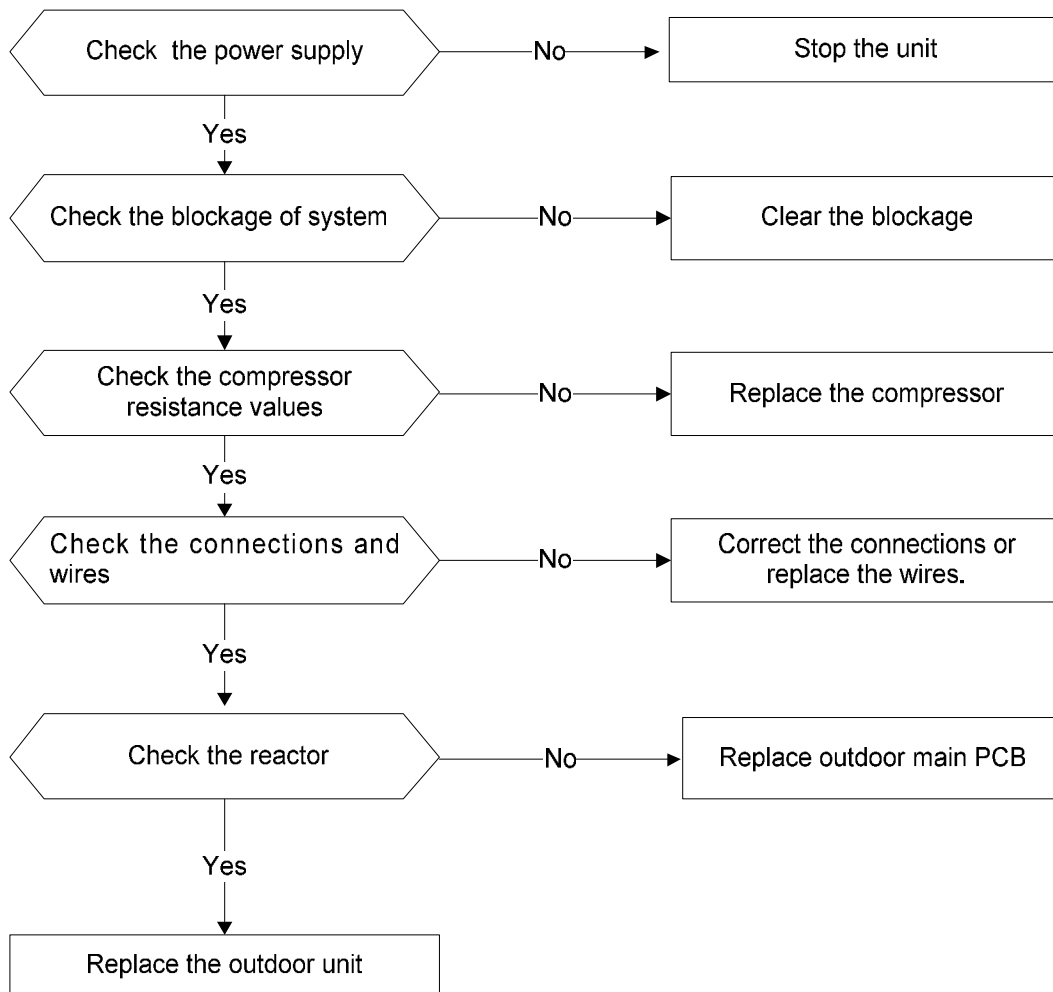 Check the power supply
No
Stop the unit
Yes
Check the blockage of system
No
Clear the blockage
Yes
Check the compressor
resistance values
No
Replace the compressor
Yes
Check the connections and
wires
No
Correct the connections or
replace the wires.
Yes
Check the reactor
No
Replace outdoor main PCB
Yes
Replace the outdoor unit